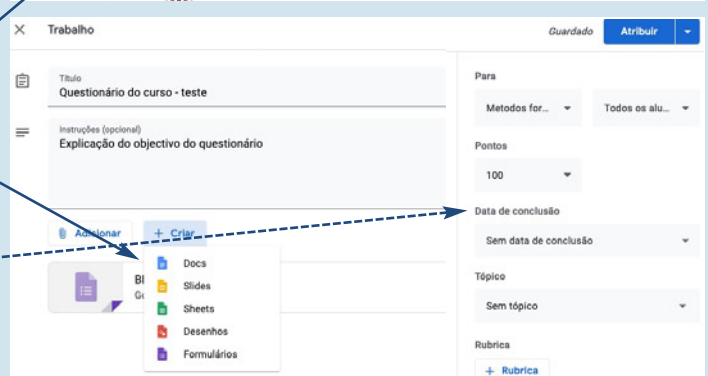 Trabalho
Guardado
Atribuir
Título
Questionário do curso - teste
Instruções (opcional)
Explicação do objectivo do questionário
Adicionar
+ Criar
Docs
Slides
Sheets
Desenhos
Formulários
Para
Metodos for...
Todos os alu...
Pontos
100
Data de conclusão
Sem data de conclusão
Tópico
Sem tópico
Rubrica
+ Rubrica